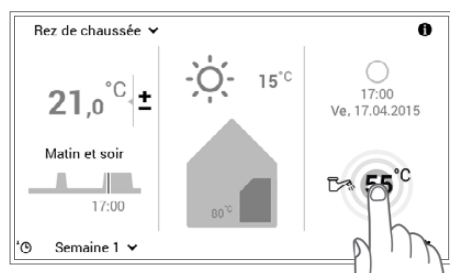 Rez de chaussée
21,0 °C ±
15°C
17:00
Ve, 17.04.2015
Matin et soir
17:00
80°C
55°C
Semaine 1